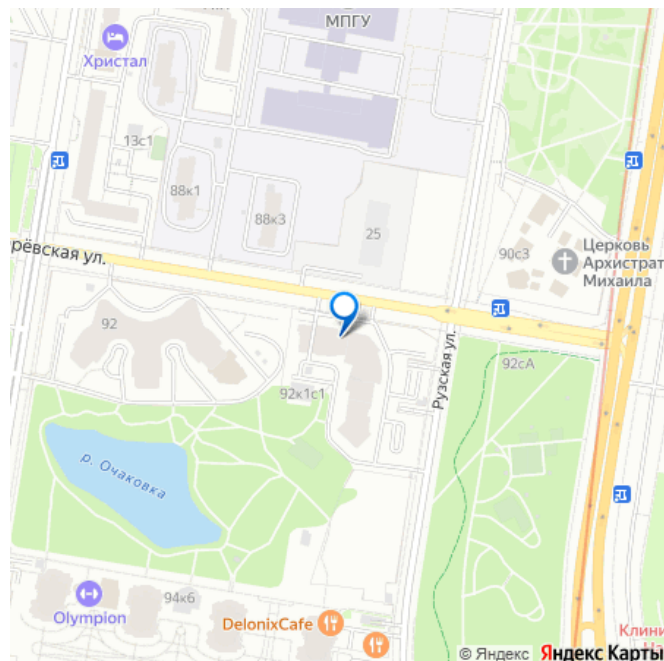 МПГУ
Христал
13с1
88к1
88к3
25
90с3
Церковь
Архистрат
Михаила
рёвская ул.
92
92сА
Рузская ул.
92к1с1
р. Очаковка
94к6
Olympion
DelonixCafe
Клини
© Яндекс Яндекс Карты